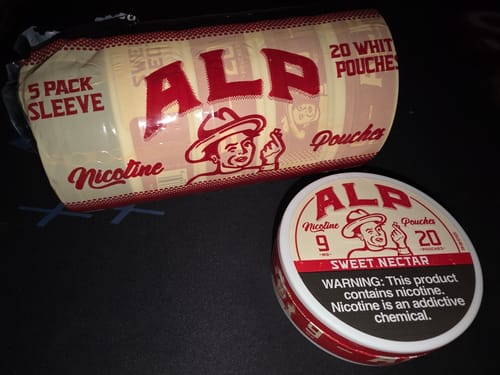 5 PACK
SLEEVE
ALP
20 WHIT
POUCHES
Nicotine
Pouches
ALP
Nicotine
Pouches
9
MG
20
POUCHES
SWEET NECTAR
WARNING: This product
contains nicotine.
Nicotine is an addictive
chemical.